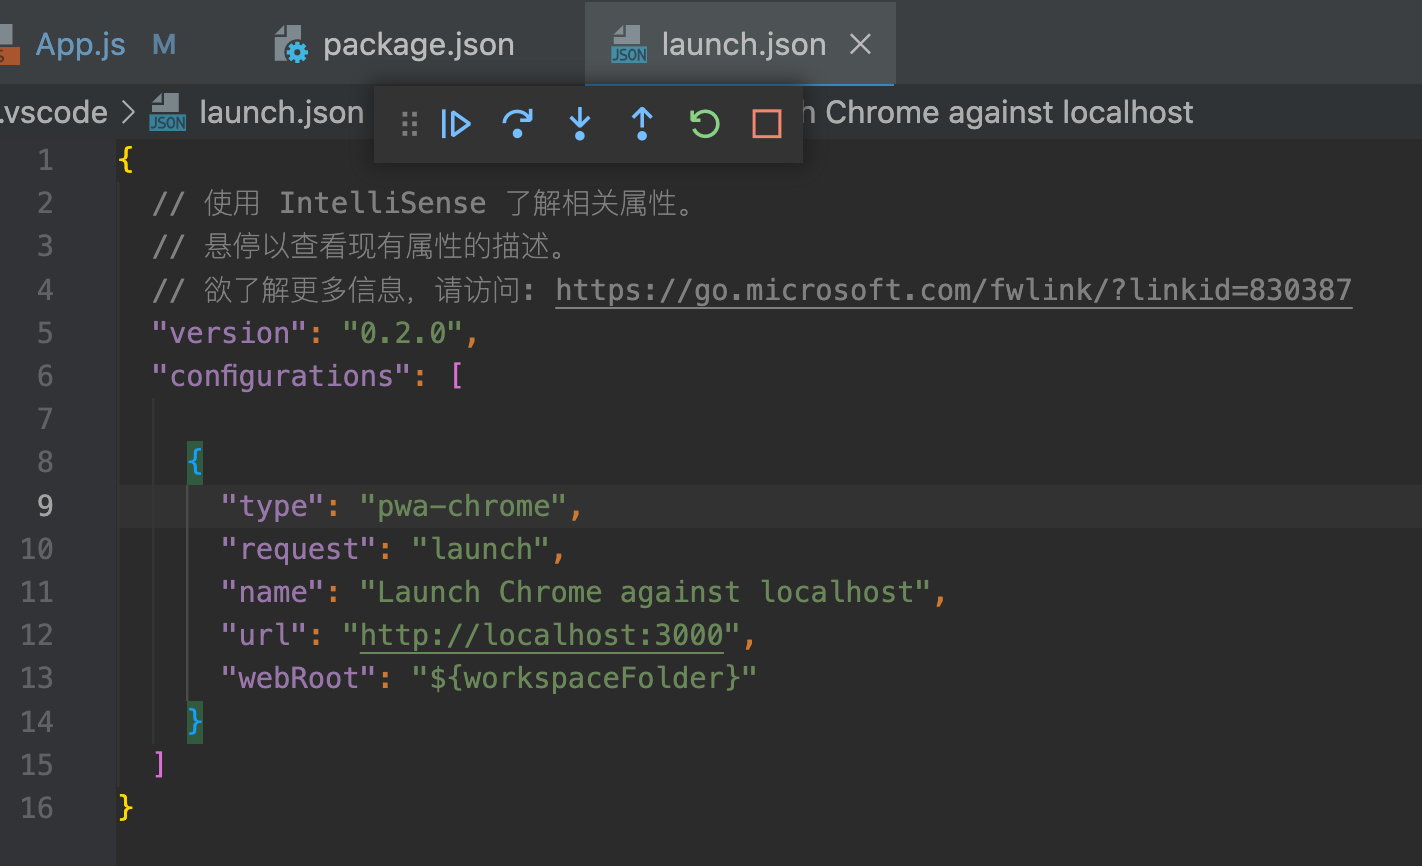 App.js M package.json launch.json
.vscode > launch.json Chrome against localhost
1 {
2 // 使用 IntelliSense 了解相关属性。
3 // 悬停以查看现有属性的描述。
4 // 欲了解更多信息，请访问: https://go.microsoft.com/fwlink/?linkid=830387
5 "version": "0.2.0",
6 "configurations": [
7
8 {
9 "type": "pwa-chrome",
10 "request": "launch",
11 "name": "Launch Chrome against localhost",
12 "url": "http://localhost:3000",
13 "webRoot": "${workspaceFolder}"
14 }
15 ]
16 }